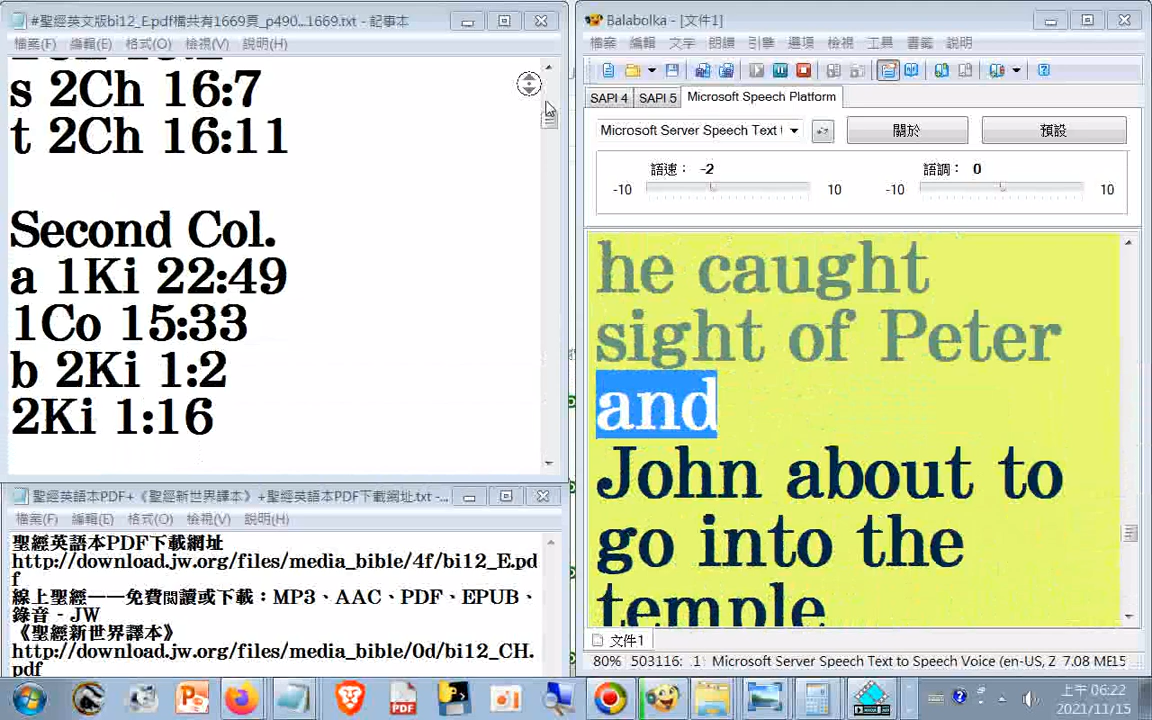 #聖經英文版bi12_E.pdf檔共有1669頁_p490...1669.txt - 記事本
檔案(F) 編輯(E) 格式(O) 檢視(V) 說明(H)
s 2Ch 16:7
t 2Ch 16:11
Second Col.
a 1Ki 22:49
1Co 15:33
b 2Ki 1:2
2Ki 1:16
聖經英語本PDF+《聖經新世界譯本》+聖經英語本PDF下載網址.txt -...
檔案(F) 編輯(E) 格式(O) 檢視(V) 說明(H)
聖經英語本PDF下載網址
http://download.jw.org/files/media_bible/4f/bi12_E.pd
f
線上聖經——免費閱讀或下載：MP3、AAC、PDF、EPUB、
錄音 - JW
《聖經新世界譯本》
http://download.jw.org/files/media_bible/0d/bi12_CH.
pdf
Balabolka - [文件1]
檔案 編輯 文字 朗讀 引擎 選項 檢視 工具 書籤 說明
SAPI 4 SAPI 5 Microsoft Speech Platform
Microsoft Server Speech Text 關於 預設
語速： -2 語調： 0
-10 10 -10 10
he caught
sight of Peter
and
John about to
go into the
temple
文件1
80% 503116: .1 Microsoft Server Speech Text to Speech Voice (en-US, Z 7.08 ME15
上午 06:22
2021/11/15